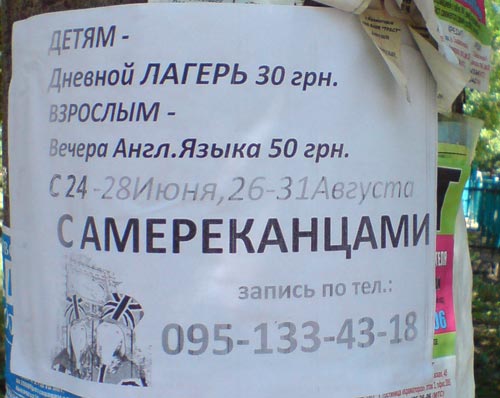 ДЕТЯМ -
Дневной ЛАГЕРЬ 30 грн.
ВЗРОСЛЫМ -
Вечера Англ.Языка 50 грн.
С 24 -28Июня,26-31Августа
С АМЕРЕКАНЦАМИ
запись по тел.:
095-133-43-18